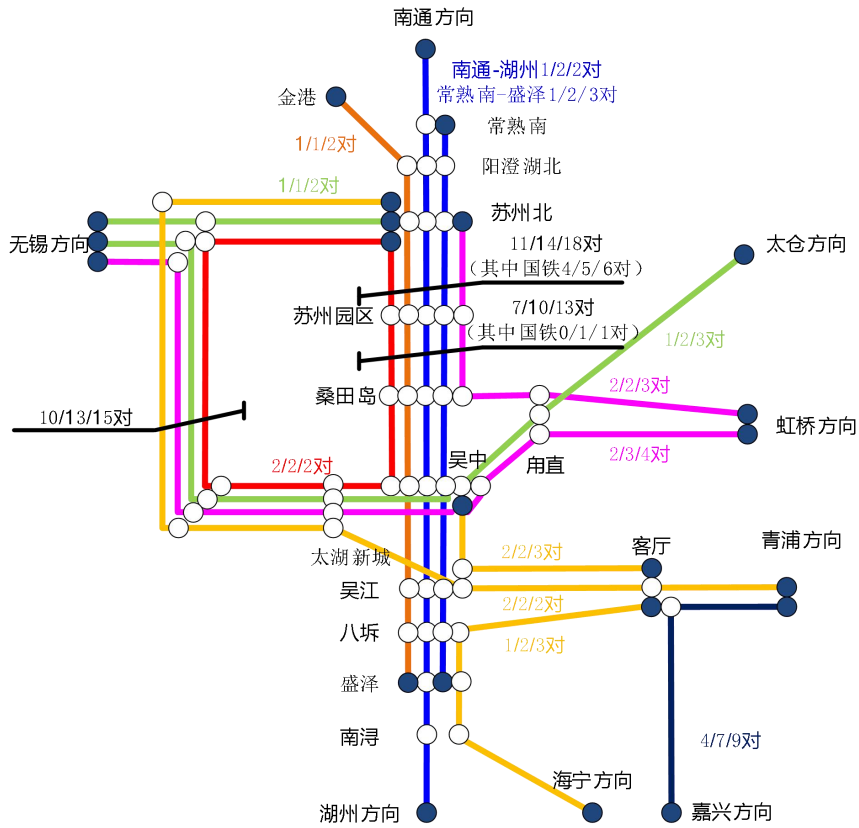 南通方向
南通-湖州1/2/2对
常熟南-盛泽1/2/3对
金港
常熟南
1/1/2对
阳澄湖北
1/1/2对
苏州北
无锡方向
11/14/18对
（其中国铁4/5/6对）
太仓方向
苏州园区
7/10/13对
（其中国铁0/1/1对）
1/2/3对
桑田岛
2/2/3对
10/13/15对
虹桥方向
吴中
甪直
2/3/4对
2/2/2对
太湖新城
2/2/3对
客厅
青浦方向
吴江
2/2/2对
八坼
1/2/3对
盛泽
南浔
4/7/9对
海宁方向
湖州方向
嘉兴方向